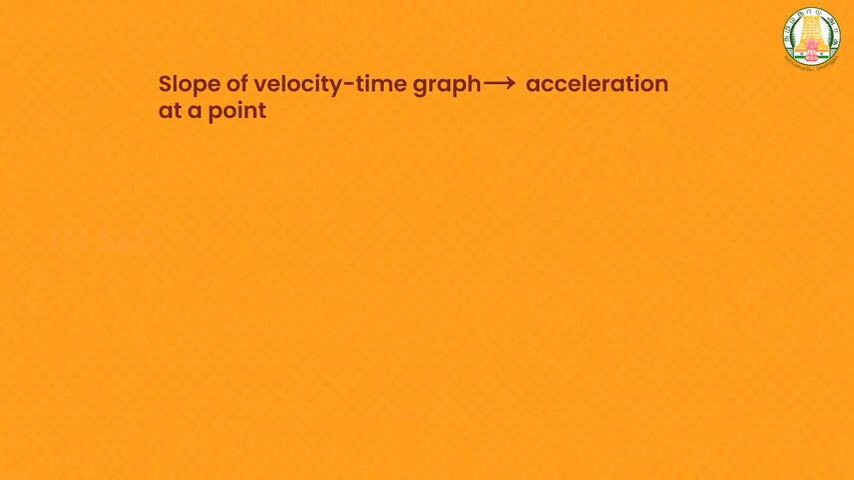 Slope of velocity-time graph → acceleration
at a point